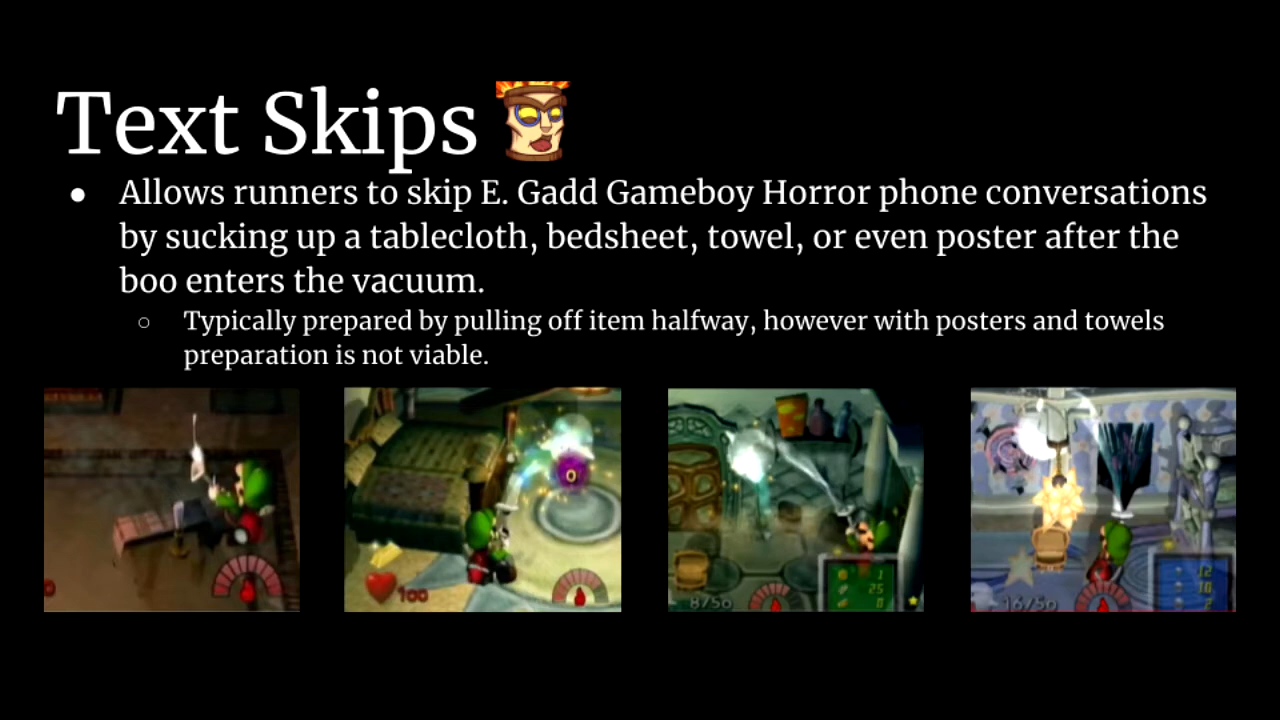 Text Skips
● Allows runners to skip E. Gadd Gameboy Horror phone conversations
by sucking up a tablecloth, bedsheet, towel, or even poster after the
boo enters the vacuum.
○ Typically prepared by pulling off item halfway, however with posters and towels
preparation is not viable.
100
8/50
1
25
0
16/50
12
10
2